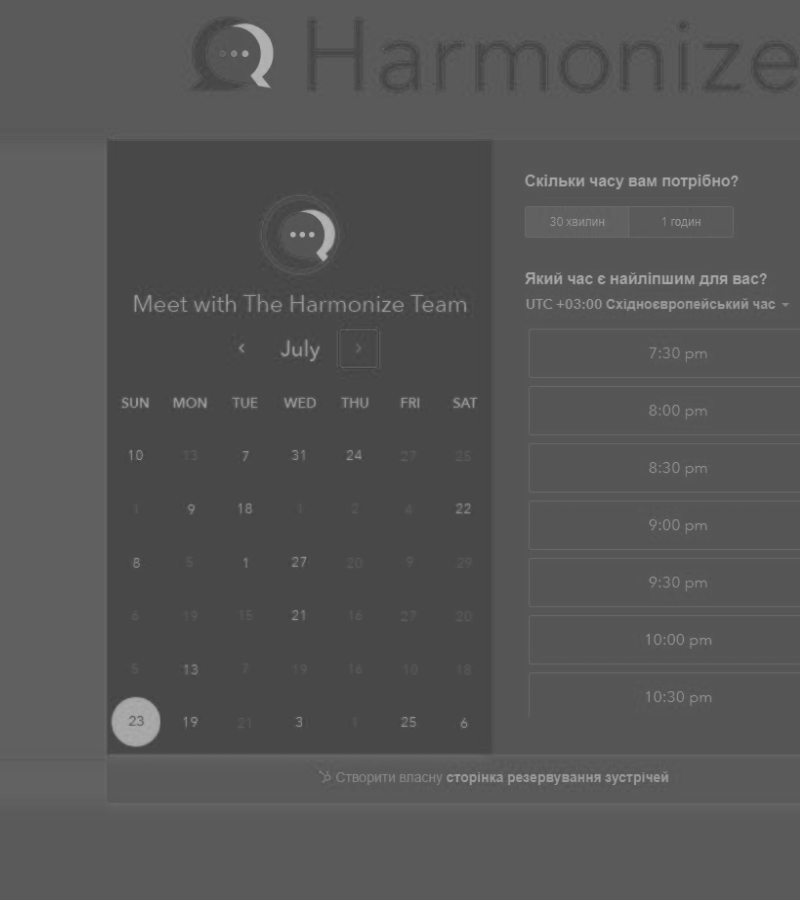 Harmonize
Meet with The Harmonize Team
July
SUN MON TUE WED THU FRI SAT
10 13 7 31 24 27 25
1 9 18 1 2 4 22
8 5 1 27 20 9 29
6 19 15 21 16 27 20
5 13 7 19 16 10 18
23 19 21 3 1 25 6
Скільки часу вам потрібно?
30 хвилин 1 годин
Який час є найліпшим для вас?
UTC +03:00 Східноєвропейський час
7:30 pm
8:00 pm
8:30 pm
9:00 pm
9:30 pm
10:00 pm
10:30 pm
Створити власну сторінка резервування зустрічей